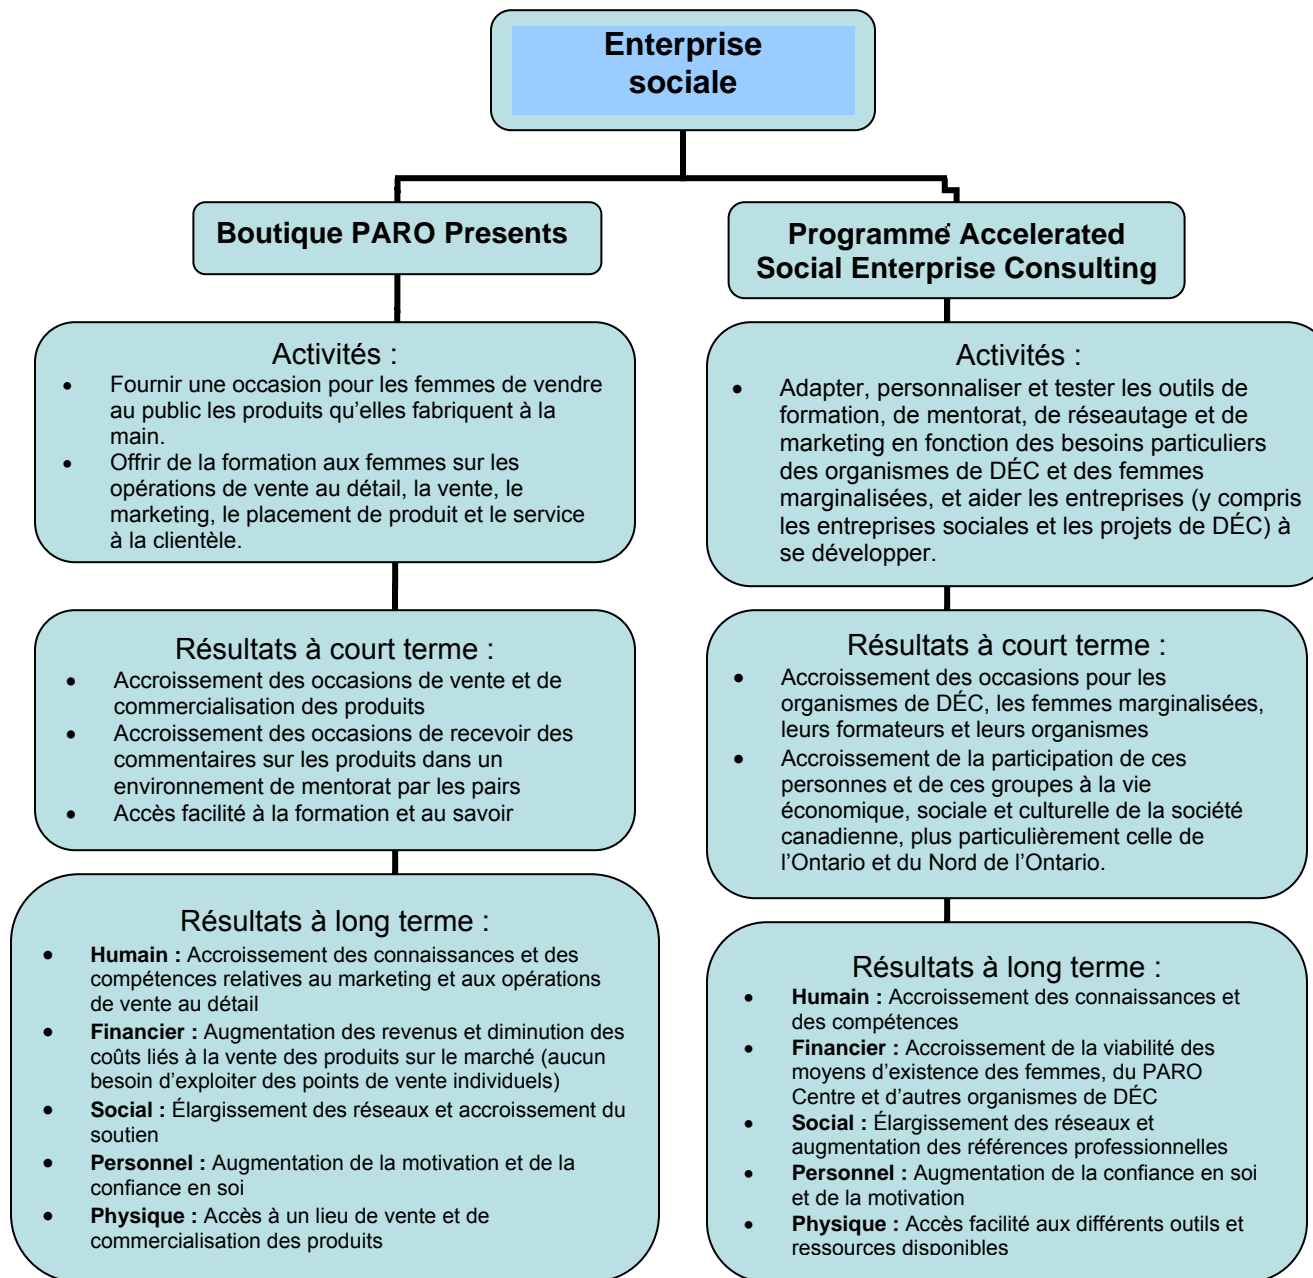 Enterprise
sociale
Boutique PARO Presents
Activités :
• Fournir une occasion pour les femmes de vendre
au public les produits qu’elles fabriquent à la
main.
• Offrir de la formation aux femmes sur les
opérations de vente au détail, la vente, le
marketing, le placement de produit et le service
à la clientèle.
Résultats à court terme :
• Accroissement des occasions de vente et de
commercialisation des produits
• Accroissement des occasions de recevoir des
commentaires sur les produits dans un
environnement de mentorat par les pairs
• Accès facilité à la formation et au savoir
Résultats à long terme :
• Humain : Accroissement des connaissances et des
compétences relatives au marketing et aux opérations
de vente au détail
• Financier : Augmentation des revenus et diminution des
coûts liés à la vente des produits sur le marché (aucun
besoin d’exploiter des points de vente individuels)
• Social : Élargissement des réseaux et accroissement du
soutien
• Personnel : Augmentation de la motivation et de la
confiance en soi
• Physique : Accès à un lieu de vente et de
commercialisation des produits
Programme Accelerated
Social Enterprise Consulting
Activités :
• Adapter, personnaliser et tester les outils de
formation, de mentorat, de réseautage et de
marketing en fonction des besoins particuliers
des organismes de DÉC et des femmes
marginalisées, et aider les entreprises (y compris
les entreprises sociales et les projets de DÉC) à
se développer.
Résultats à court terme :
• Accroissement des occasions pour les
organismes de DÉC, les femmes marginalisées,
leurs formateurs et leurs organismes
• Accroissement de la participation de ces
personnes et de ces groupes à la vie
économique, sociale et culturelle de la société
canadienne, plus particulièrement celle de
l’Ontario et du Nord de l’Ontario.
Résultats à long terme :
• Humain : Accroissement des connaissances et
des compétences
• Financier : Accroissement de la viabilité des
moyens d’existence des femmes, du PARO
Centre et d’autres organismes de DÉC
• Social : Élargissement des réseaux et
augmentation des références professionnelles
• Personnel : Augmentation de la confiance en soi
et de la motivation
• Physique : Accès facilité aux différents outils et
ressources disponibles